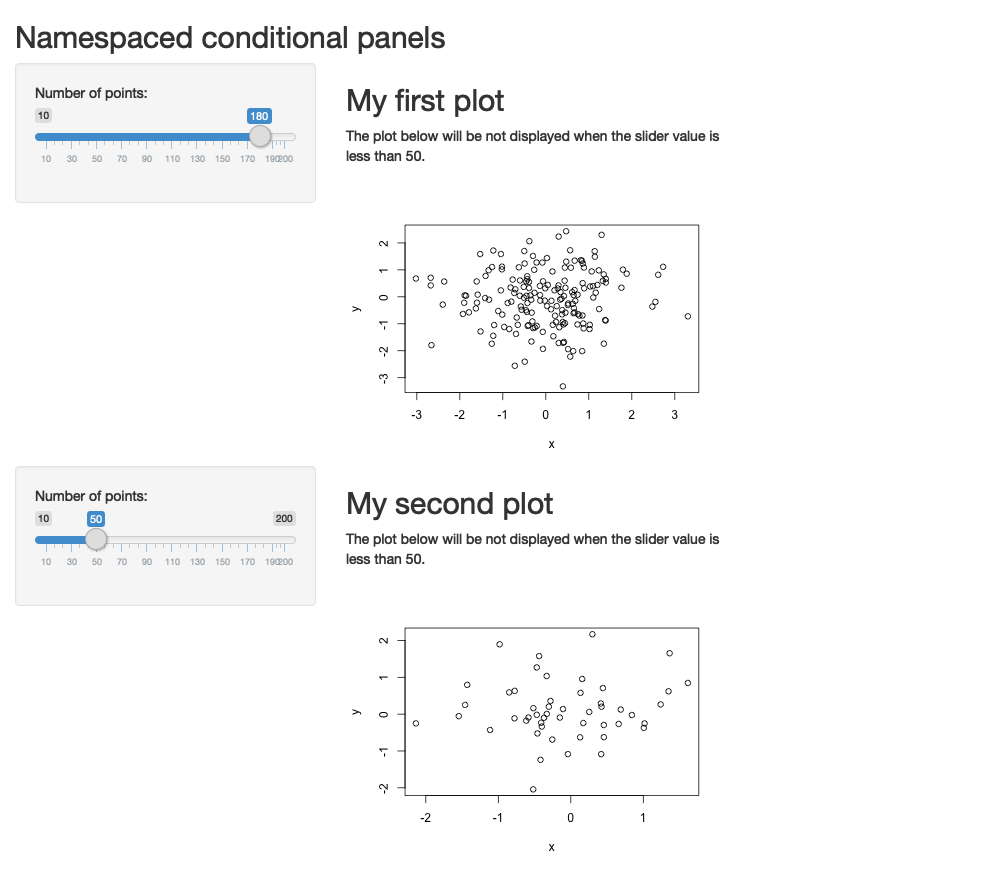 Namespaced conditional panels
Number of points:
10 180
10 30 50 70 90 110 130 150 170 190 200
My first plot
The plot below will be not displayed when the slider value is
less than 50.
2
1
0
-1
-2
-3
y
-3 -2 -1 0 1 2 3
x
Number of points:
10 50 200
10 30 50 70 90 110 130 150 170 190 200
My second plot
The plot below will be not displayed when the slider value is
less than 50.
2
1
0
-1
-2
y
-2 -1 0 1
x